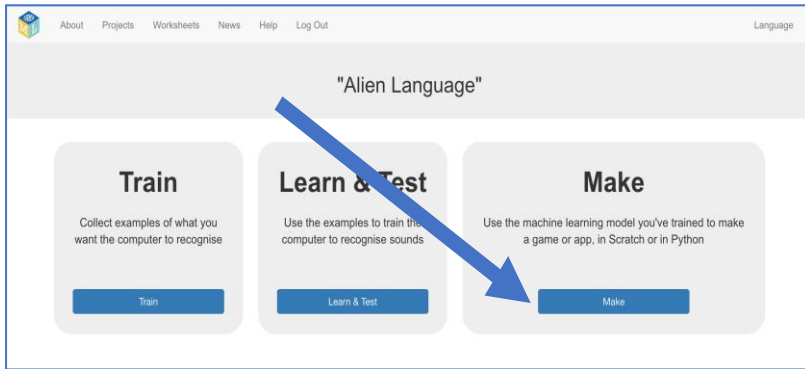 About Projects Worksheets News Help Log Out Language
"Alien Language"
Train
Collect examples of what you
want the computer to recognise
Train
Learn & Test
Use the examples to train the
computer to recognise sounds
Learn & Test
Make
Use the machine learning model you've trained to make
a game or app, in Scratch or in Python
Make